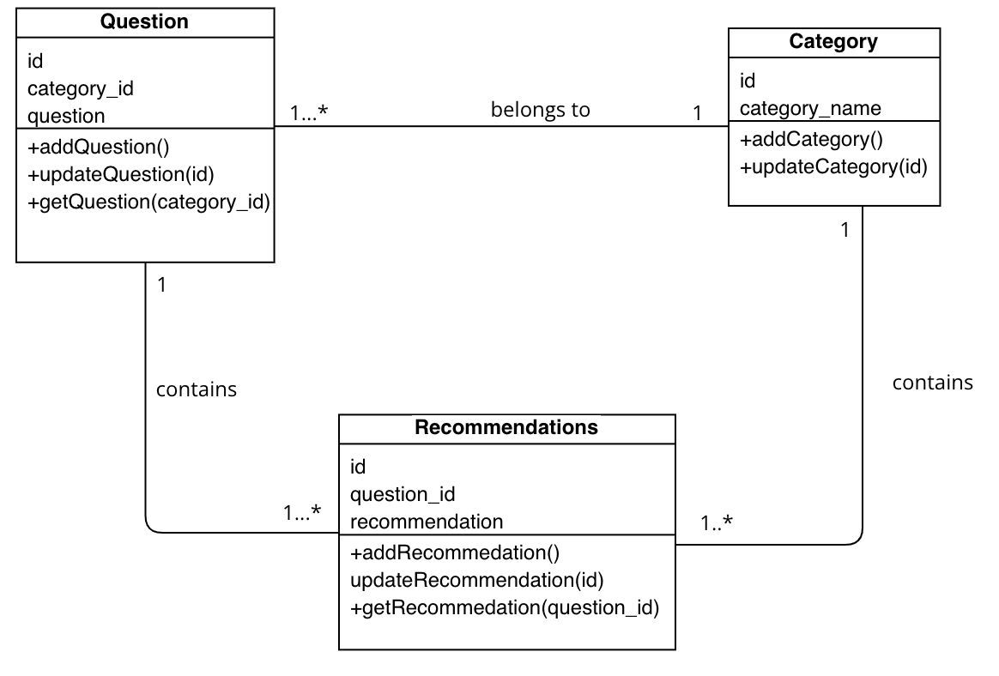 Question
id
category_id
question
+addQuestion()
+updateQuestion(id)
+getQuestion(category_id)
1...*
belongs to
1
Category
id
category_name
+addCategory()
+updateCategory(id)
1
contains
1...*
1
contains
1..*
Recommendations
id
question_id
recommendation
+addRecommedation()
updateRecommendation(id)
+getRecommedation(question_id)